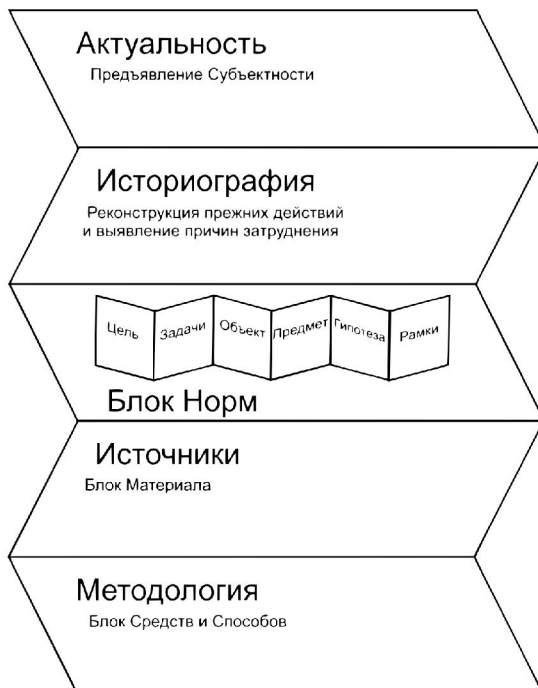 Актуальность
Предъявление Субъектности
Историография
Реконструкция прежних действий
и выявление причин затруднения
Цель
Задачи
Объект
Предмет
Гипотеза
Рамки
Блок Норм
Источники
Блок Материала
Методология
Блок Средств и Способов